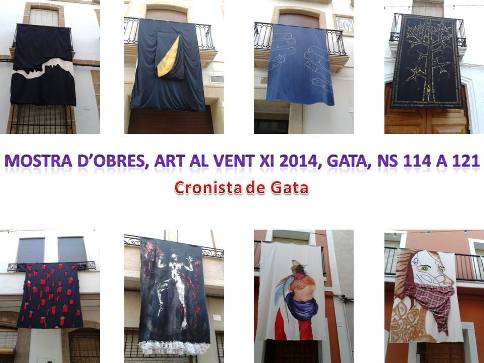 MOSTRA D'OBRES, ART AL VENT XI 2014, GATA, NS 114 A 121
Cronista de Gata